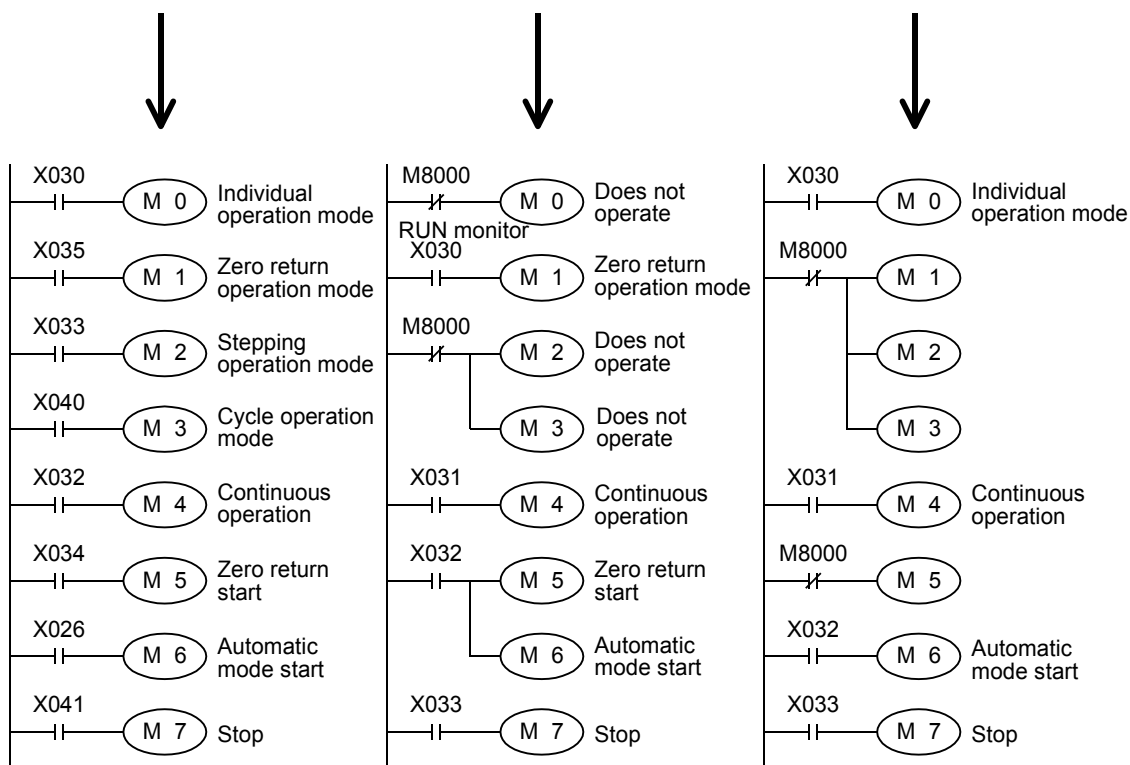 X030
M 0
Individual
operation mode
X035
M 1
Zero return
operation mode
X033
M 2
Stepping
operation mode
X040
M 3
Cycle operation
mode
X032
M 4
Continuous
operation
X034
M 5
Zero return
start
X026
M 6
Automatic
mode start
X041
M 7
Stop
M8000
M 0
Does not
operate
RUN monitor
X030
M 1
Zero return
operation mode
M8000
M 2
Does not
operate
M 3
Does not
operate
X031
M 4
Continuous
operation
X032
M 5
Zero return
start
M 6
Automatic
mode start
X033
M 7
Stop
X030
M 0
Individual
operation mode
M8000
M 1
M 2
M 3
X031
M 4
Continuous
operation
M8000
M 5
X032
M 6
Automatic
mode start
X033
M 7
Stop